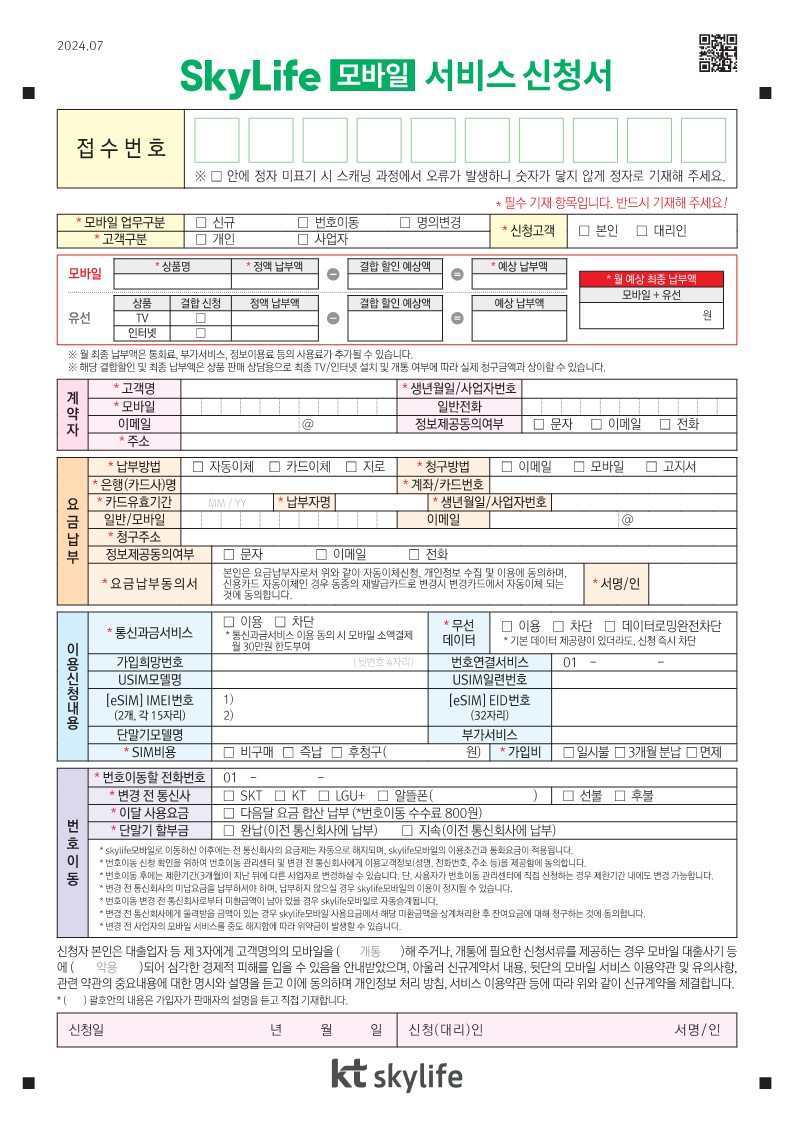 2024.07
SkyLife 모바일 서비스 신청서
접 수 번 호
※ □ 안에 정자 미표기 시 스캐닝 과정에서 오류가 발생하니 숫자가 닿지 않게 정자로 기재해 주세요.
* 필수 기재 항목입니다. 반드시 기재해 주세요!
* 모바일 업무구분 □ 신규 □ 번호이동 □ 명의변경 * 신청고객 □ 본인 □ 대리인
* 고객구분 □ 개인 □ 사업자
모바일 * 상품명 * 정액 납부액 − 결합 할인 예상액 = * 예상 납부액
* 월 예상 최종 납부액
모바일 + 유선
원
유선 상품 결합 신청 정액 납부액 − 결합 할인 예상액 = 예상 납부액
TV □
인터넷 □
※ 월 최종 납부액은 통화료, 부가서비스, 정보이용료 등의 사용료가 추가될 수 있습니다.
※ 해당 결합할인 및 최종 납부액은 상품 판매 상담용으로 최종 TV/인터넷 설치 및 개통 여부에 따라 실제 청구금액과 상이할 수 있습니다.
계약자
* 고객명 * 생년월일/사업자번호
* 모바일 일반전화
이메일 @ 정보제공동의여부 □ 문자 □ 이메일 □ 전화
* 주소
요금납부
* 납부방법 □ 자동이체 □ 카드이체 □ 지로 * 청구방법 □ 이메일 □ 모바일 □ 고지서
* 은행(카드사)명 * 계좌/카드번호
* 카드유효기간 MM / YY * 납부자명 * 생년월일/사업자번호
일반/모바일 이메일 @
* 청구주소
정보제공동의여부 □ 문자 □ 이메일 □ 전화
* 요금납부동의서 본인은 요금납부자로서 위와 같이 자동이체신청, 개인정보 수집 및 이용에 동의하며,
신용카드 자동이체인 경우 동종의 재발급카드로 변경시 변경카드에서 자동이체 되는
것에 동의합니다.
* 서명/인
이용신청내용
* 통신과금서비스 □ 이용 □ 차단
* 통신과금서비스 이용 동의 시 모바일 소액결제
월 30만원 한도부여
* 무선
데이터 □ 이용 □ 차단 □ 데이터로밍완전차단
* 기본 데이터 제공량이 있더라도, 신청 즉시 차단
가입희망번호 (뒷번호 4자리) 번호연결서비스 01 – –
USIM모델명 USIM일련번호
[eSIM] IMEI번호
(2개, 각 15자리) 1)
2)
[eSIM] EID번호
(32자리)
단말기모델명 부가서비스
* SIM비용 □ 비구매 □ 즉납 □ 후청구( 원) * 가입비 □ 일시불 □ 3개월 분납 □ 면제
번호이동
* 번호이동할 전화번호 01 – –
* 변경 전 통신사 □ SKT □ KT □ LGU+ □ 알뜰폰( ) □ 선불 □ 후불
* 이달 사용요금 □ 다음달 요금 합산 납부 (*번호이동 수수료 800원)
* 단말기 할부금 □ 완납(이전 통신회사에 납부) □ 지속(이전 통신회사에 납부)
* skylife모바일로 이동하신 이후에는 전 통신회사의 요금제는 자동으로 해지되며, skylife모바일의 이용조건과 통화요금이 적용됩니다.
* 번호이동 신청 확인을 위하여 번호이동 관리센터 및 변경 전 통신사에게 이용고객정보(성명, 전화번호, 주소 등)을 제공함에 동의합니다.
* 번호이동 후에는 제한기간(3개월)이 지난 뒤에 다른 사업자로 변경하실 수 있습니다. 단, 사용자가 번호이동 관리센터에 직접 신청하는 경우 제한기간 내에도 변경 가능합니다.
* 변경 전 통신회사의 미납요금을 납부하셔야 하며, 납부하지 않으실 경우 skylife모바일의 이용이 정지될 수 있습니다.
* 번호이동 변경 전 통신회사로부터 미환금액이 남아 있을 경우 skylife모바일로 자동승계됩니다.
* 변경 전 통신회사에게 돌려받을 금액이 있는 경우 skylife모바일 사용요금에서 해당 미환금액을 상계처리한 후 잔여요금에 대해 청구하는 것에 동의합니다.
* 변경 전 사업자의 모바일 서비스를 중도 해지함에 따라 위약금이 발생할 수 있습니다.
신청자 본인은 대출업자 등 제3자에게 고객명의의 모바일을 ( 개통 )해 주거나, 개통에 필요한 신청서류를 제공하는 경우 모바일 대출사기 등
에 ( 악용 )되어 심각한 경제적 피해를 입을 수 있음을 안내받았으며, 아울러 신규계약서 내용, 뒷단의 모바일 서비스 이용약관 및 유의사항,
관련 약관의 중요내용에 대한 명시와 설명을 듣고 이에 동의하며 개인정보 처리 방침, 서비스 이용약관 등에 따라 위와 같이 신규계약을 체결합니다.
* ( ) 괄호안의 내용은 가입자가 판매자의 설명을 듣고 직접 기재합니다.
신청일 년 월 일 신청(대리)인 서명/인
kt skylife